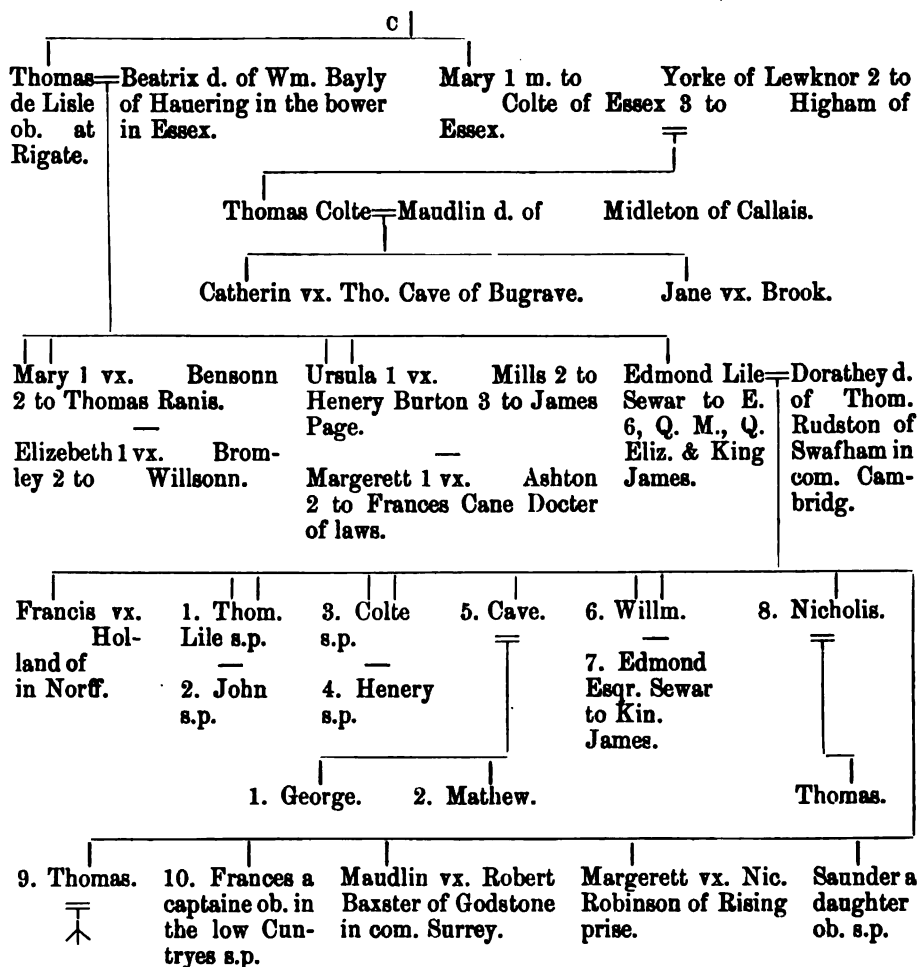 C
Thomas
de Lisle
ob. at
Rigate.
Beatrix d. of Wm. Bayly
of Hauering in the bower
in Essex.
Mary 1 m. to Yorke of Lewknor 2 to
Colte of Essex 3 to Higham of
Essex.
Thomas Colte
Maudlin d. of Midleton of Callais.
Catherin vx. Tho. Cave of Bugrave.
Jane vx. Brook.
Mary 1 vx. Bensonn
2 to Thomas Ranis.
—
Elizebeth 1 vx. Brom-
ley 2 to Willsonn.
Ursula 1 vx. Mills 2 to
Henery Burton 3 to James
Page.
—
Margerett 1 vx. Ashton
2 to Frances Cane Docter
of laws.
Edmond Lile
Sewar to E.
6, Q. M., Q.
Eliz. & King
James.
Dorathey d.
of Thom.
Rudston of
Swafham in
com. Cam-
bridg.
Francis vx.
Hol-
land of
in Norff.
1. Thom.
Lile s.p.
—
2. John
s.p.
3. Colte
s.p.
—
4. Henery
s.p.
5. Cave.
6. Willm.
—
7. Edmond
Esqr. Sewar
to Kin.
James.
8. Nicholis.
1. George.
2. Mathew.
Thomas.
9. Thomas.
10. Frances a
captaine ob. in
the low Cun-
tryes s.p.
Maudlin vx. Robert
Baxster of Godstone
in com. Surrey.
Margerett vx. Nic.
Robinson of Rising
prise.
Saunder a
daughter
ob. s.p.